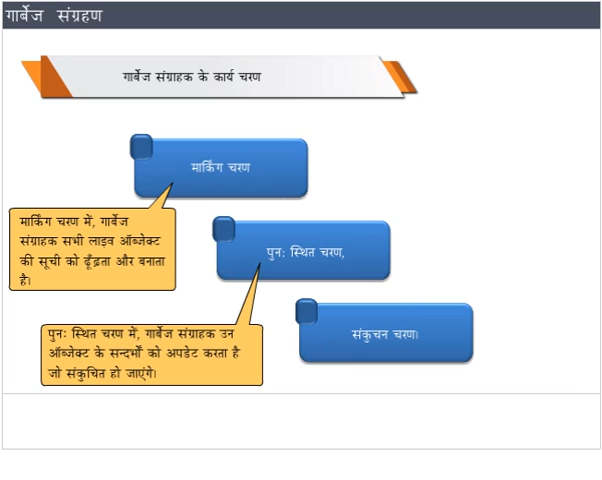 गार्बेज संग्रहण
गार्बेज संग्राहक के कार्य चरण
मार्किंग चरण
मार्किंग चरण में, गार्बेज
संग्राहक सभी लाइव ऑब्जेक्ट
की सूची को ढूँढ़ता और बनाता
है।
पुनः स्थित चरण,
पुनः स्थित चरण में, गार्बेज संग्राहक उन
ऑब्जेक्ट के सन्दर्भों को अपडेट करता है
जो संकुचित हो जाएंगे।
संकुचन चरण।